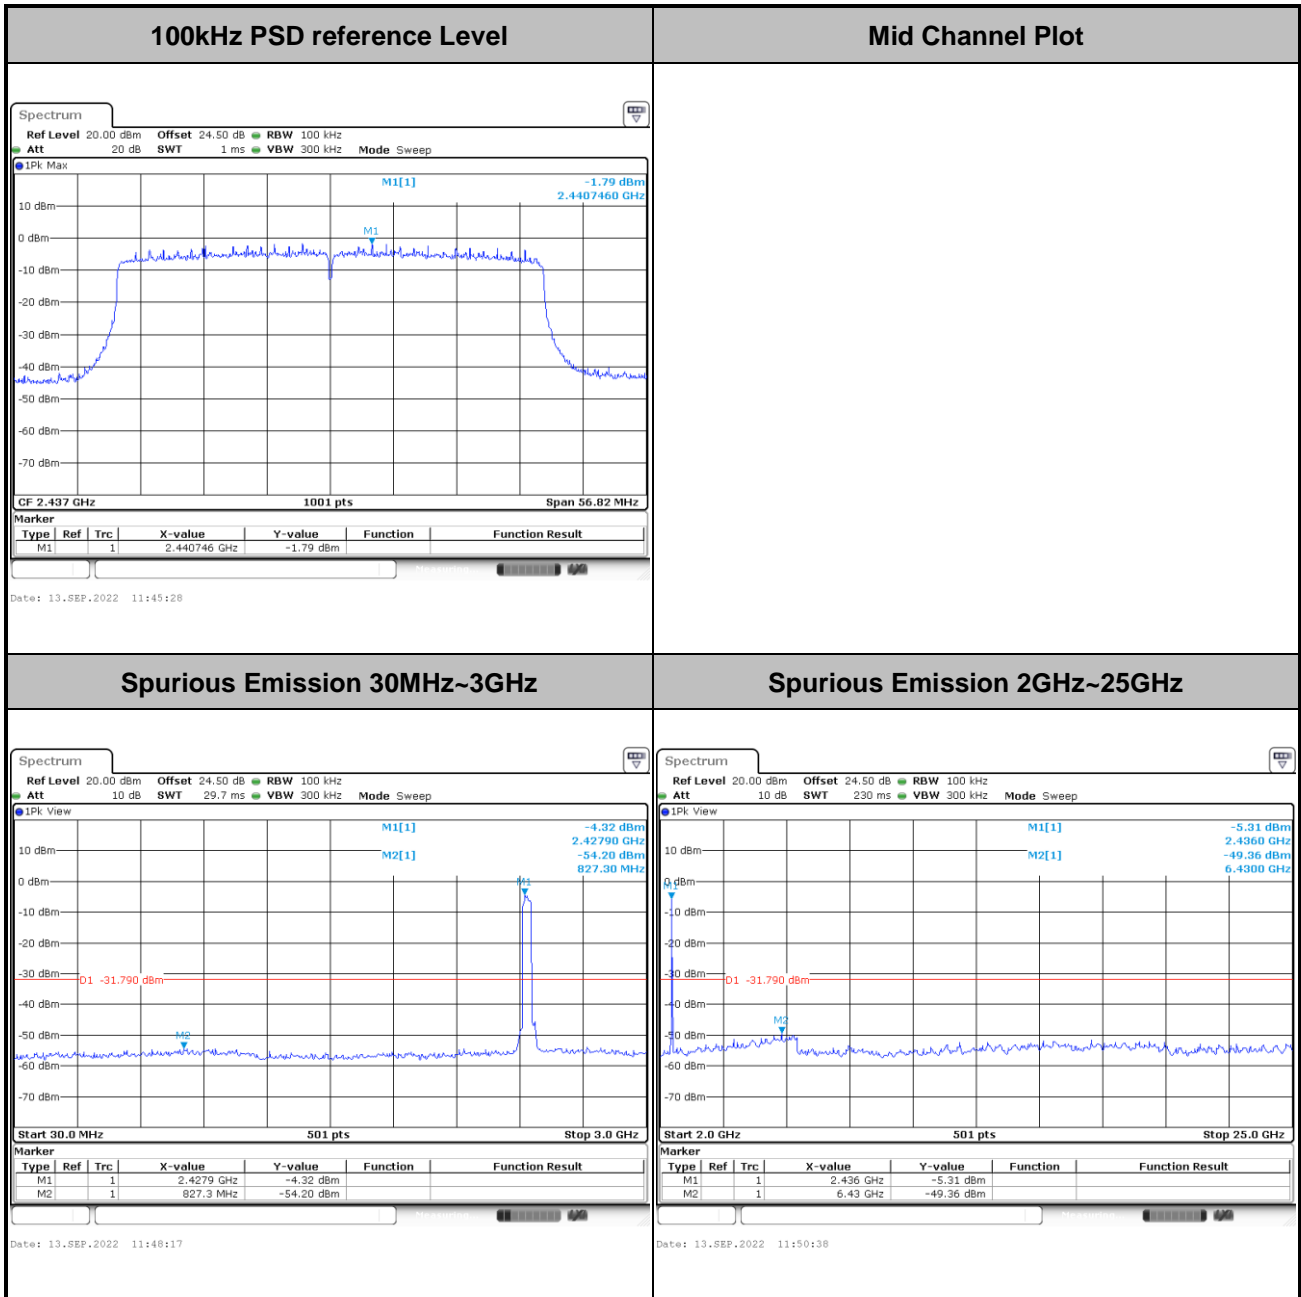 100kHz PSD reference Level
Mid Channel Plot
Spectrum
Ref Level 20.00 dBm Offset 24.50 dB RBW 100 kHz
Att 20 dB SWT 1 ms VBW 300 kHz Mode Sweep
1Pk Max
M1[1] -1.79 dBm
2.4407460 GHz
10 dBm
M1
0 dBm
-10 dBm
-20 dBm
-30 dBm
-40 dBm
-50 dBm
-60 dBm
-70 dBm
CF 2.437 GHz 1001 pts Span 56.82 MHz
Marker
Type Ref Trc X-value Y-value Function Function Result
M1 1 2.440746 GHz -1.79 dBm
Date: 13.SEP.2022 11:45:28
Spurious Emission 30MHz~3GHz
Spurious Emission 2GHz~25GHz
Spectrum
Ref Level 20.00 dBm Offset 24.50 dB RBW 100 kHz
Att 10 dB SWT 29.7 ms VBW 300 kHz Mode Sweep
1Pk View
M1[1] -4.32 dBm
2.42790 GHz
10 dBm
M2[1] -54.20 dBm
827.30 MHz
0 dBm
M1
-10 dBm
-20 dBm
-30 dBm
D1 -31.790 dBm
-40 dBm
-50 dBm
M2
-60 dBm
-70 dBm
Start 30.0 MHz 501 pts Stop 3.0 GHz
Marker
Type Ref Trc X-value Y-value Function Function Result
M1 1 2.4279 GHz -4.32 dBm
M2 1 827.3 MHz -54.20 dBm
Date: 13.SEP.2022 11:48:17
Spectrum
Ref Level 20.00 dBm Offset 24.50 dB RBW 100 kHz
Att 10 dB SWT 230 ms VBW 300 kHz Mode Sweep
1Pk View
M1[1] -5.31 dBm
2.4360 GHz
10 dBm
M2[1] -49.36 dBm
6.4300 GHz
0 dBm
M1
-10 dBm
-20 dBm
-30 dBm
D1 -31.790 dBm
-40 dBm
M2
-50 dBm
-60 dBm
-70 dBm
Start 2.0 GHz 501 pts Stop 25.0 GHz
Marker
Type Ref Trc X-value Y-value Function Function Result
M1 1 2.436 GHz -5.31 dBm
M2 1 6.43 GHz -49.36 dBm
Date: 13.SEP.2022 11:50:38